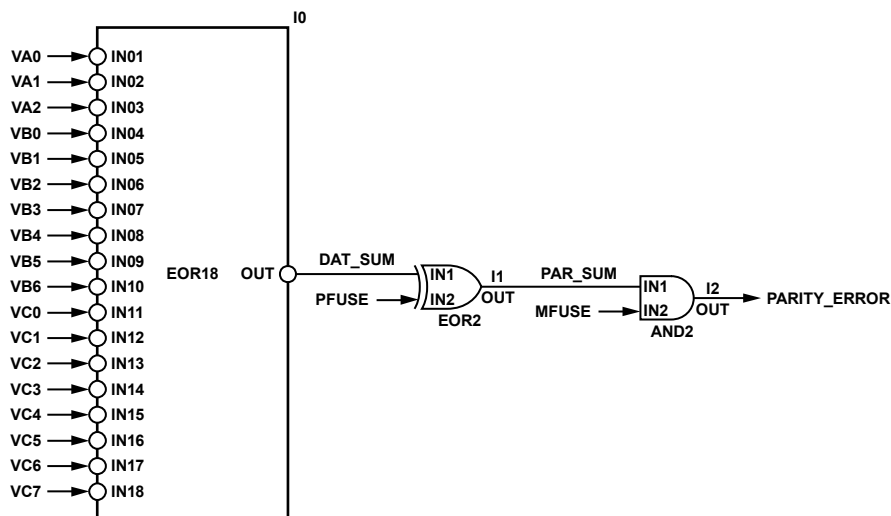 I0
VA0 IN01
VA1 IN02
VA2 IN03
VB0 IN04
VB1 IN05
VB2 IN06
VB3 IN07
VB4 IN08
VB5 IN09
VB6 IN10
VC0 IN11
VC1 IN12
VC2 IN13
VC3 IN14
VC4 IN15
VC5 IN16
VC6 IN17
VC7 IN18
EOR18 OUT
DAT_SUM
PFUSE
IN1
IN2
I1
OUT
EOR2
PAR_SUM
MFUSE
IN1
IN2
I2
OUT
AND2
PARITY_ERROR